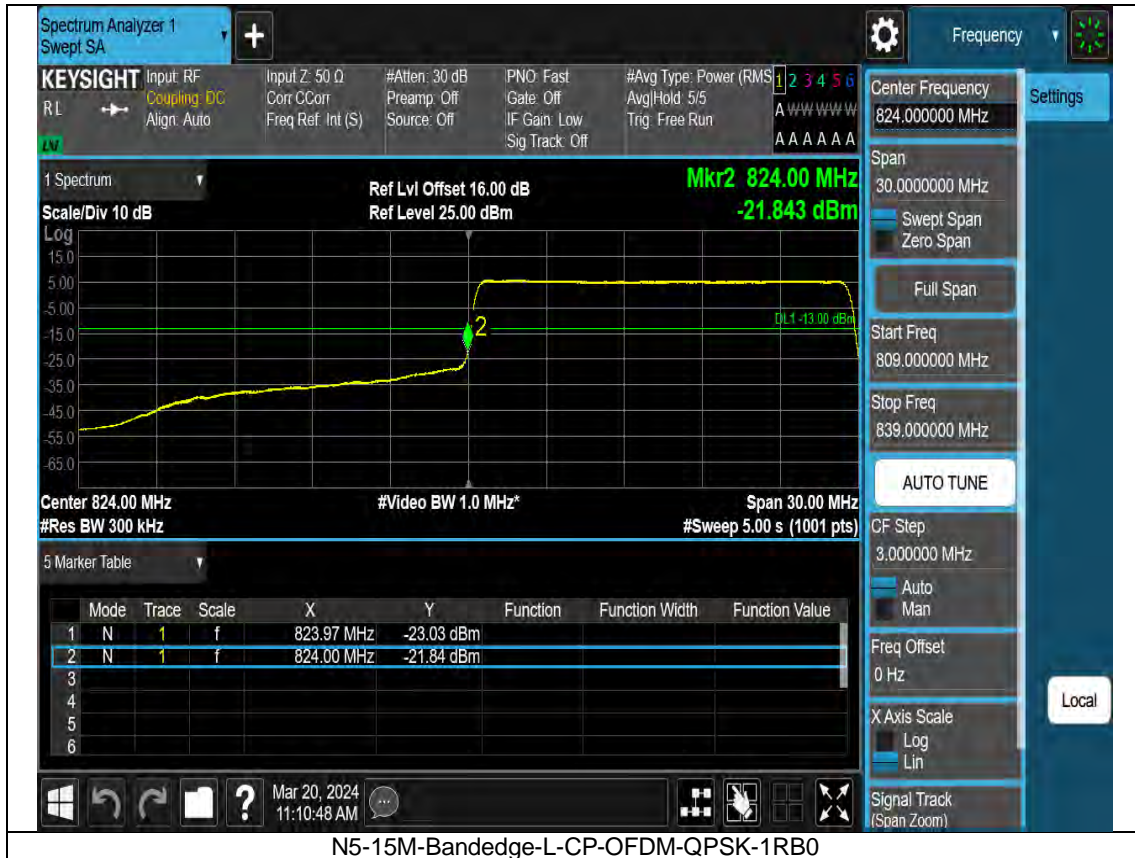 Spectrum Analyzer 1
Swept SA
+
Frequency
KEYSIGHT
R L
Input: RF
Coupling: DC
Align: Auto
Input Z: 50 Ω
Corr CCorr
Freq Ref: Int (S)
#Atten: 30 dB
Preamp: Off
Source: Off
PNO: Fast
Gate: Off
IF Gain: Low
Sig Track: Off
#Avg Type: Power (RMS
Avg|Hold: 5/5
Trig: Free Run
1 2 3 4 5 6
A W W W W W
A A A A A A
1 Spectrum
Scale/Div 10 dB
Ref Lvl Offset 16.00 dB
Ref Level 25.00 dBm
Mkr2 824.00 MHz
-21.843 dBm
Log
15.0
5.00
-5.00
-15.0
-25.0
-35.0
-45.0
-55.0
-65.0
2
DL1 -13.00 dBm
Center 824.00 MHz
#Res BW 300 kHz
#Video BW 1.0 MHz*
Span 30.00 MHz
#Sweep 5.00 s (1001 pts)
5 Marker Table
Mode Trace Scale X Y Function Function Width Function Value
1 N 1 f 823.97 MHz -23.03 dBm
2 N 1 f 824.00 MHz -21.84 dBm
3
4
5
6
?
Mar 20, 2024
11:10:48 AM
Center Frequency
824.000000 MHz
Span
30.0000000 MHz
Swept Span
Zero Span
Full Span
Start Freq
809.000000 MHz
Stop Freq
839.000000 MHz
AUTO TUNE
CF Step
3.000000 MHz
Auto
Man
Freq Offset
0 Hz
X Axis Scale
Log
Lin
Signal Track
(Span Zoom)
Settings
Local
N5-15M-Bandedge-L-CP-OFDM-QPSK-1RB0